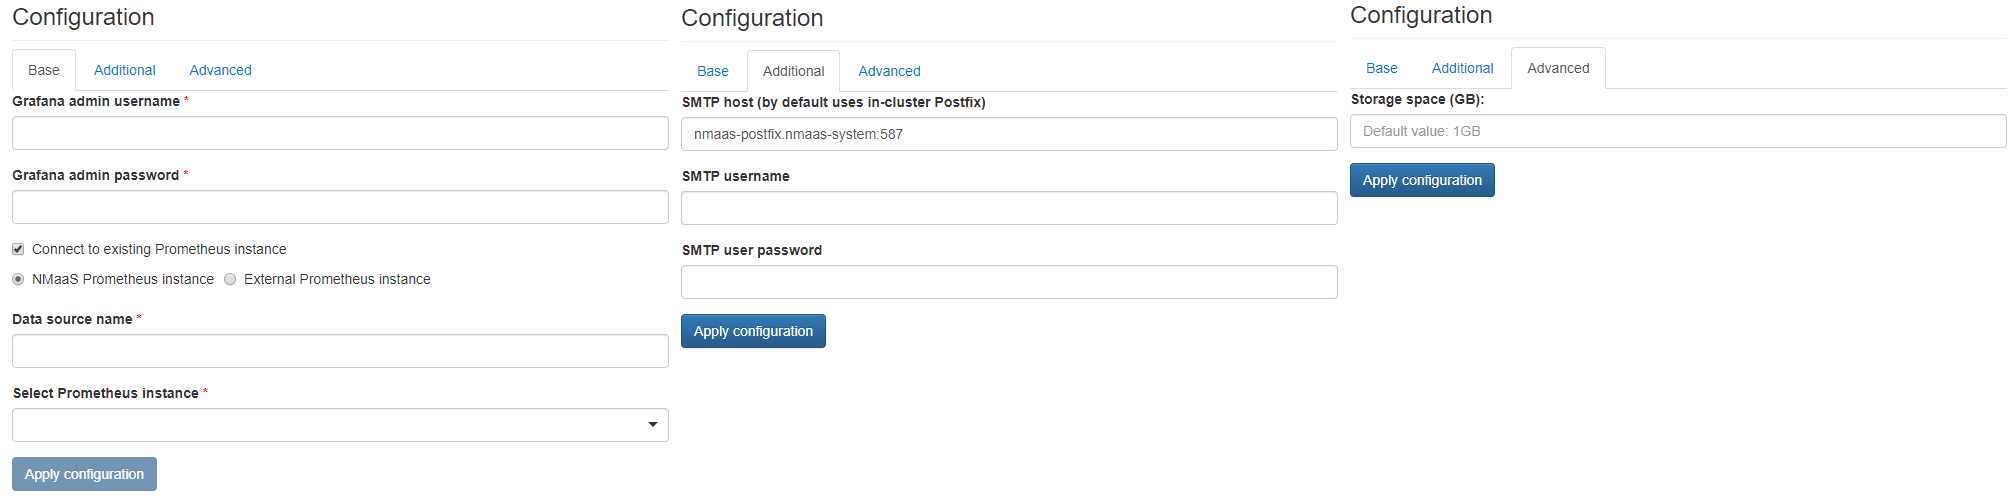 Configuration
Base Additional Advanced
Grafana admin username *
Grafana admin password *
Connect to existing Prometheus instance
NMaaS Prometheus instance External Prometheus instance
Data source name *
Select Prometheus instance *
Apply configuration
Configuration
Base Additional Advanced
SMTP host (by default uses in-cluster Postfix)
nmaas-postfix.nmaas-system:587
SMTP username
SMTP user password
Apply configuration
Configuration
Base Additional Advanced
Storage space (GB):
Default value: 1GB
Apply configuration